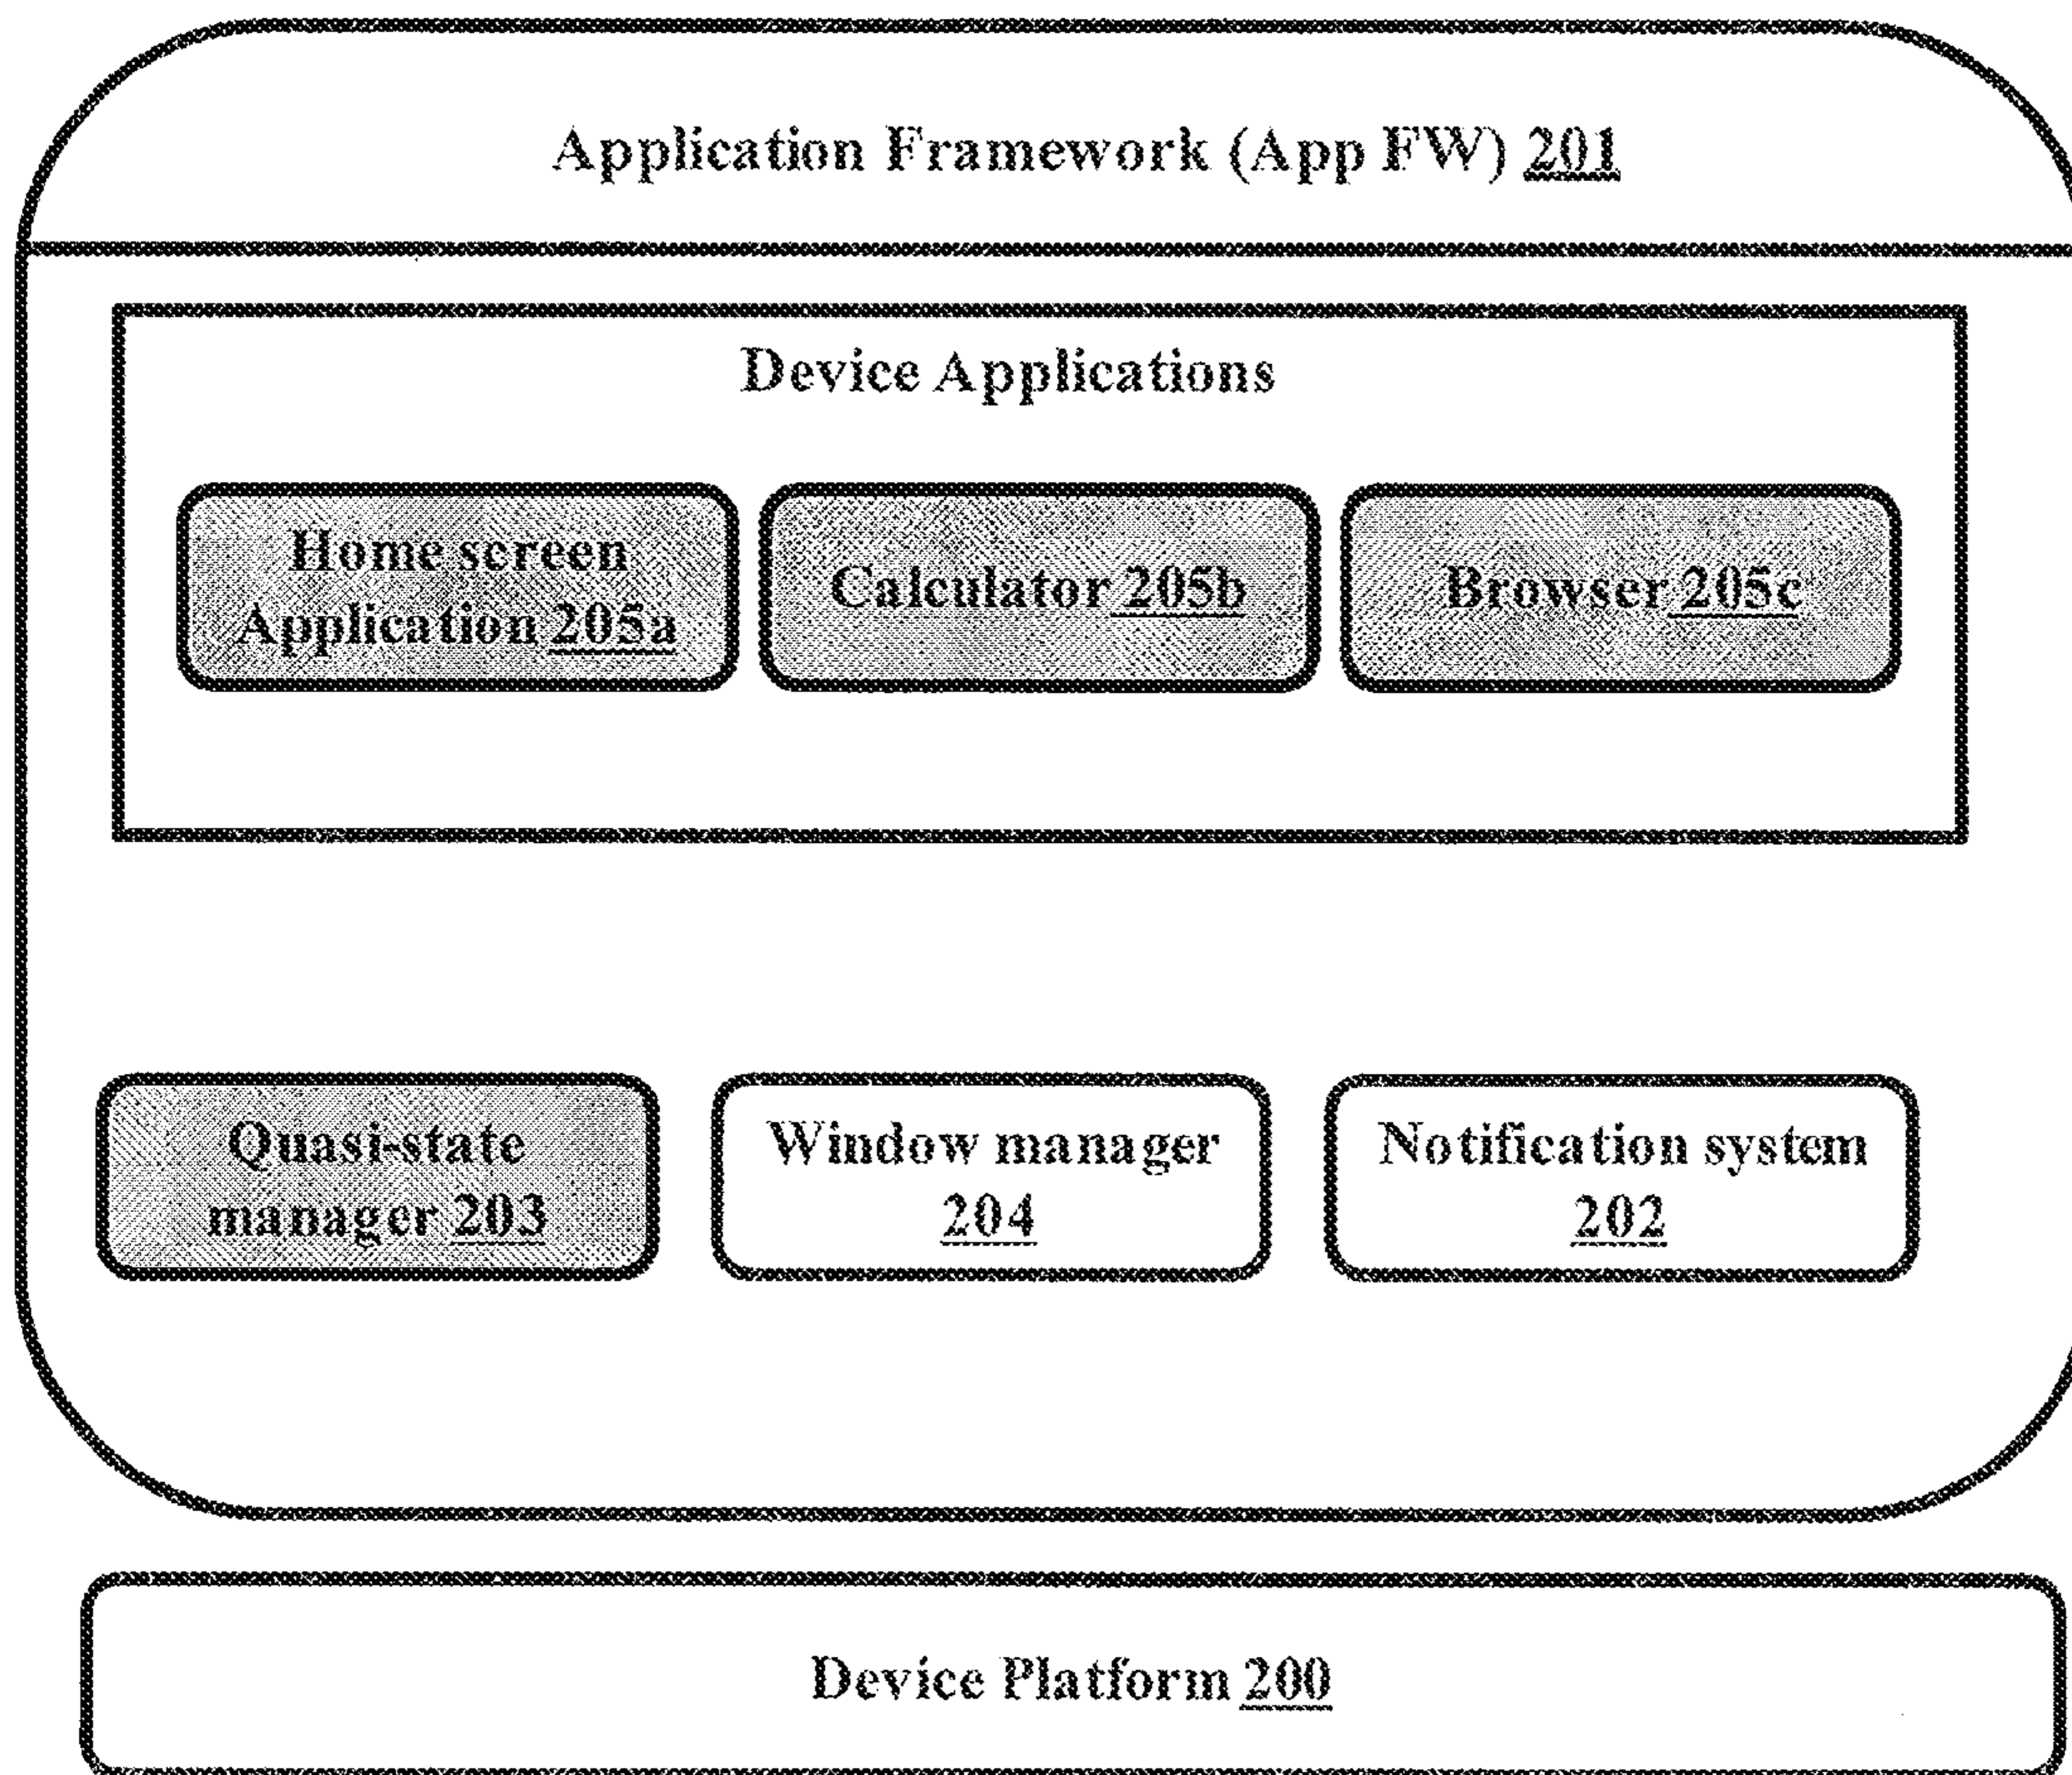 Application Framework (App FW) 201
Device Applications
Home screen
Application 205a
Calculator 205b
Browser 205c
Quasi-state
manager 203
Window manager
204
Notification system
202
Device Platform 200